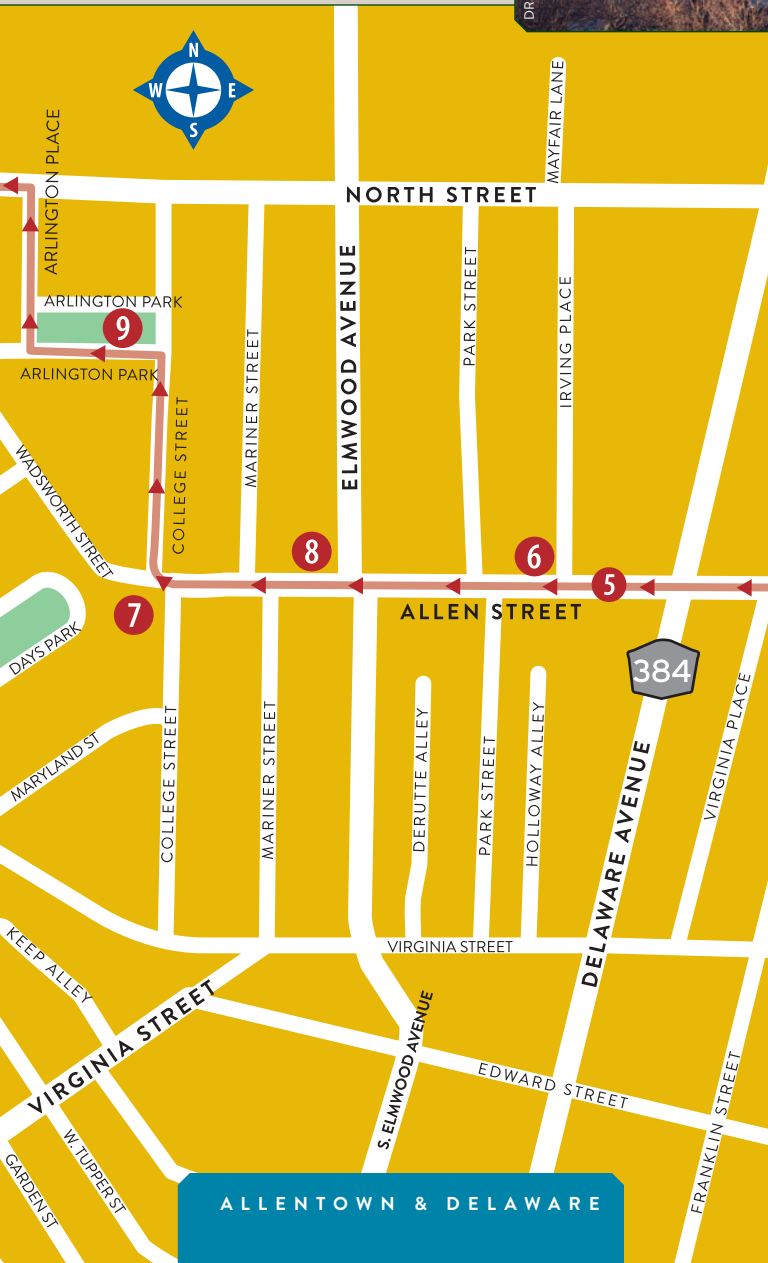 DR
N
W E
S
MAYFAIR LANE
ARLINGTON PLACE
NORTH STREET
ARLINGTON PARK
9
ARLINGTON PARK
ELMWOOD AVENUE
PARK STREET
IRVING PLACE
MARINER STREET
COLLEGE STREET
WADSWORTH STREET
8
6
5
7
ALLEN STREET
DAYS PARK
384
MARYLAND ST
COLLEGE STREET
MARINER STREET
DERUTTE ALLEY
PARK STREET
HOLLOWAY ALLEY
VIRGINIA PLACE
DELAWARE AVENUE
VIRGINIA STREET
KEEP ALLEY
VIRGINIA STREET
S. ELMWOOD AVENUE
EDWARD STREET
FRANKLIN STREET
W. TUPPER ST
GARDEN ST
ALLENTOWN & DELAWARE